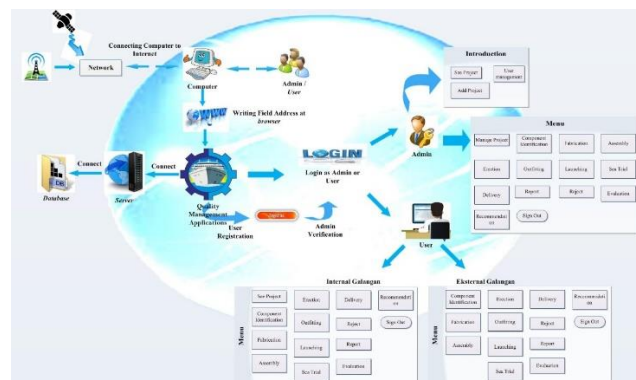 Connecting Computer to
Internet
Network
Computer
Admin /
User
Introduction
See Project
User
management
Add Project
WWW
Writing Field Address at
browser
Admin
Menu
Manage Project
Component
Identification
Fabrication
Assembly
Erection
Outfitting
Launching
Sea Trial
Delivery
Reject
Report
Evaluation
Recommendati
on
Sign Out
LOGIN
Login as Admin or
User
Connect
Connect
Database
Server
Quality
Management
Applications
User
Registration
Admin
Verification
User
Internal Galangan
Menu
See Project
Erection
Delivery
Recommendati
on
Component
Identification
Outfitting
Reject
Sign Out
Fabrication
Launching
Report
Assembly
Sea Trial
Evaluation
Eksternal Galangan
Menu
Component
Identification
Erection
Delivery
Recommendati
on
Fabrication
Outfitting
Reject
Sign Out
Assembly
Launching
Report
Sea Trial
Evaluation